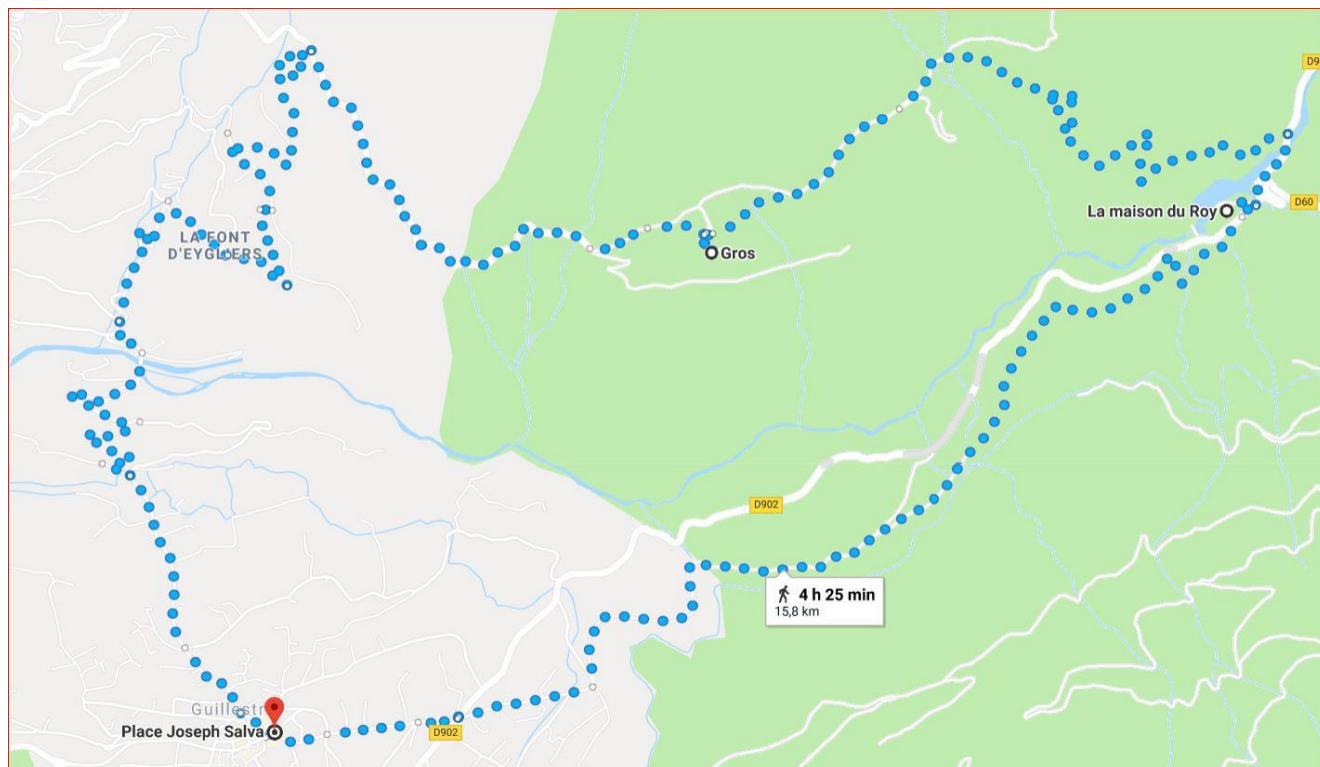 D9
La maison du Roy
D60
LA FONT
D'EYGLIERS
Gros
D902
4 h 25 min
15,8 km
Guillestr
Place Joseph Salva
D902